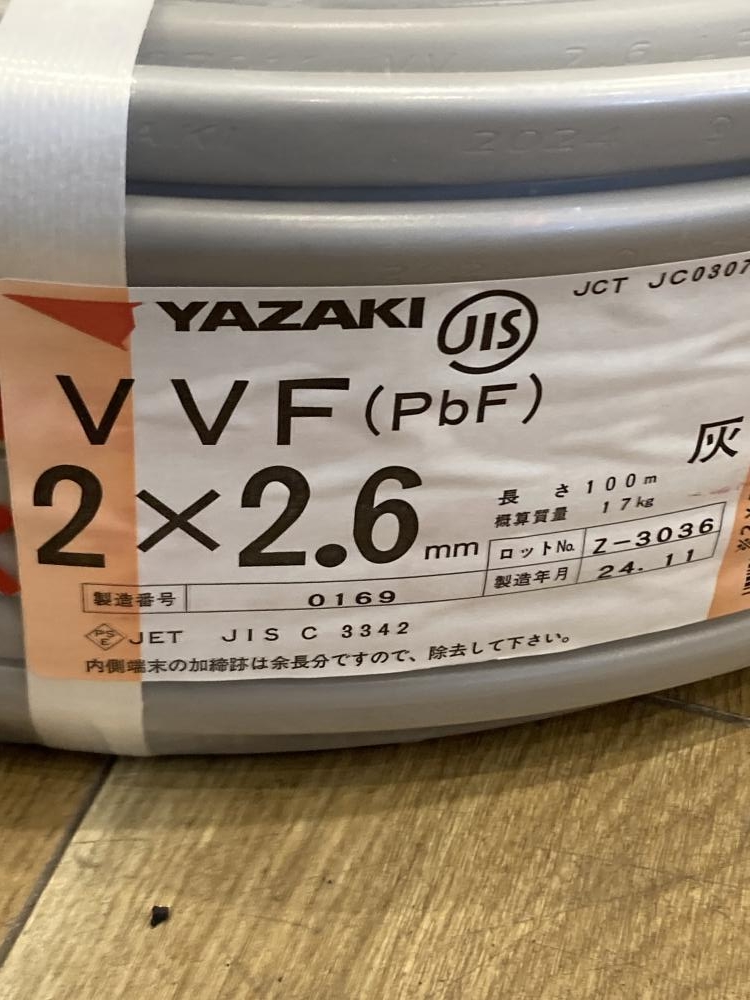 2024 9
JCT JC0307
YAZAKI JIS
VVF(PbF)
灰
2×2.6mm
長さ100m
概算質量 17kg
ロットNo. Z-3036
製造年月 24.11
製造番号 0169
PSE JET JIS C 3342
内側端末の加締跡は余長分ですので、除去して下さい。